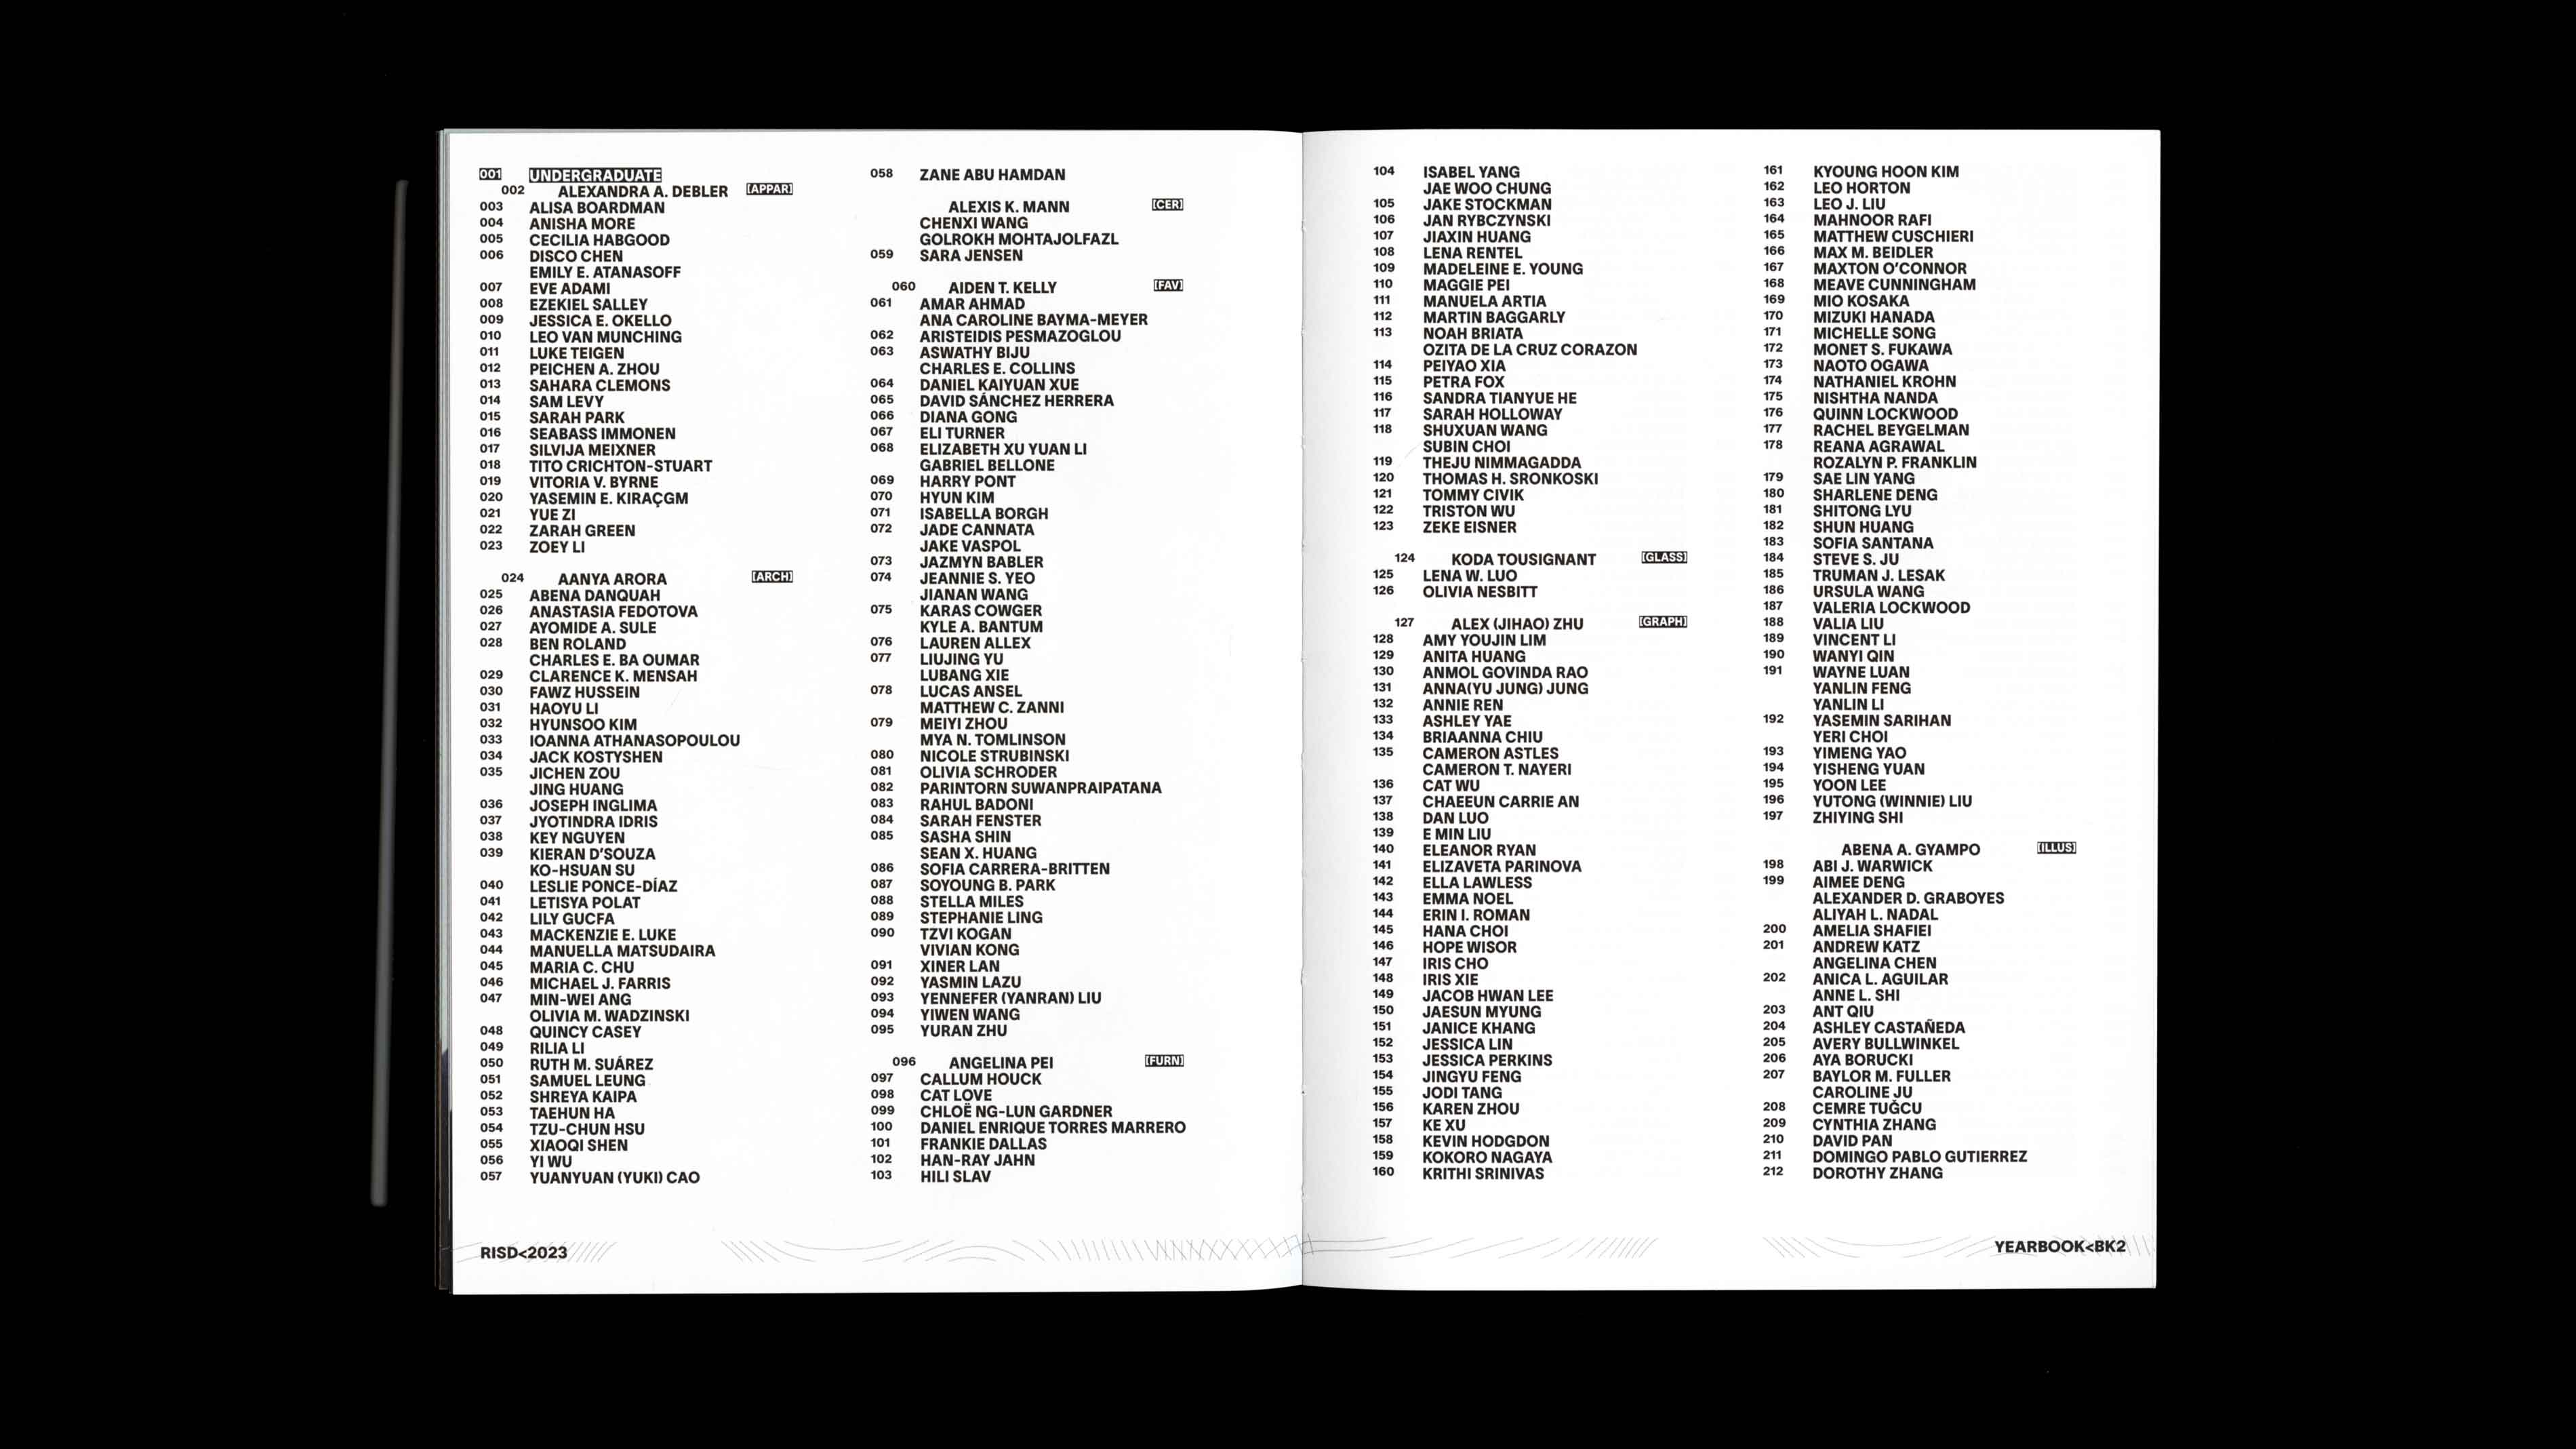 001 UNDERGRADUATE
002 ALEXANDRA A. DEBLER [APPAR]
003 ALISA BOARDMAN
004 ANISHA MORE
005 CECILIA HABGOOD
006 DISCO CHEN
EMILY E. ATANASOFF
007 EVE ADAMI
008 EZEKIEL SALLEY
009 JESSICA E. OKELLO
010 LEO VAN MUNCHING
011 LUKE TEIGEN
012 PEICHEN A. ZHOU
013 SAHARA CLEMONS
014 SAM LEVY
015 SARAH PARK
016 SEABASS IMMONEN
017 SILVIJA MEIXNER
018 TITO CRICHTON-STUART
019 VITORIA V. BYRNE
020 YASEMIN E. KIRAÇGM
021 YUE ZI
022 ZARAH GREEN
023 ZOEY LI
024 AANYA ARORA [ARCH]
025 ABENA DANQUAH
026 ANASTASIA FEDOTOVA
027 AYOMIDE A. SULE
028 BEN ROLAND
CHARLES E. BA OUMAR
029 CLARENCE K. MENSAH
030 FAWZ HUSSEIN
031 HAOYU LI
032 HYUNSOO KIM
033 IOANNA ATHANASOPOULOU
034 JACK KOSTYSHEN
035 JICHEN ZOU
JING HUANG
036 JOSEPH INGLIMA
037 JYOTINDRA IDRIS
038 KEY NGUYEN
039 KIERAN D'SOUZA
KO-HSUAN SU
040 LESLIE PONCE-DÍAZ
041 LETISYA POLAT
042 LILY GUCFA
043 MACKENZIE E. LUKE
044 MANUELLA MATSUDAIRA
045 MARIA C. CHU
046 MICHAEL J. FARRIS
047 MIN-WEI ANG
OLIVIA M. WADZINSKI
048 QUINCY CASEY
049 RILIA LI
050 RUTH M. SUÁREZ
051 SAMUEL LEUNG
052 SHREYA KAIPA
053 TAEHUN HA
054 TZU-CHUN HSU
055 XIAOQI SHEN
056 YI WU
057 YUANYUAN (YUKI) CAO
058 ZANE ABU HAMDAN
ALEXIS K. MANN [CER]
CHENXI WANG
GOLROKH MOHTAJOLFAZL
059 SARA JENSEN
060 AIDEN T. KELLY [FAV]
061 AMAR AHMAD
ANA CAROLINE BAYMA-MEYER
062 ARISTEIDIS PESMAZOGLOU
063 ASWATHY BIJU
CHARLES E. COLLINS
064 DANIEL KAIYUAN XUE
065 DAVID SÁNCHEZ HERRERA
066 DIANA GONG
067 ELI TURNER
068 ELIZABETH XU YUAN LI
GABRIEL BELLONE
069 HARRY PONT
070 HYUN KIM
071 ISABELLA BORGH
072 JADE CANNATA
JAKE VASPOL
073 JAZMYN BABLER
074 JEANNIE S. YEO
JIANAN WANG
075 KARAS COWGER
KYLE A. BANTUM
076 LAUREN ALLEX
077 LIUJING YU
LUBANG XIE
078 LUCAS ANSEL
MATTHEW C. ZANNI
079 MEIYI ZHOU
MYA N. TOMLINSON
080 NICOLE STRUBINSKI
081 OLIVIA SCHRODER
082 PARINTORN SUWANPRAIPATANA
083 RAHUL BADONI
084 SARAH FENSTER
085 SASHA SHIN
SEAN X. HUANG
086 SOFIA CARRERA-BRITTEN
087 SOYOUNG B. PARK
088 STELLA MILES
089 STEPHANIE LING
090 TZVI KOGAN
VIVIAN KONG
091 XINER LAN
092 YASMIN LAZU
093 YENNEFER (YANRAN) LIU
094 YIWEN WANG
095 YURAN ZHU
096 ANGELINA PEI [FURN]
097 CALLUM HOUCK
098 CAT LOVE
099 CHLOË NG-LUN GARDNER
100 DANIEL ENRIQUE TORRES MARRERO
101 FRANKIE DALLAS
102 HAN-RAY JAHN
103 HILI SLAV
RISD<2023
104 ISABEL YANG
JAE WOO CHUNG
105 JAKE STOCKMAN
106 JAN RYBCZYNSKI
107 JIAXIN HUANG
108 LENA RENTEL
109 MADELEINE E. YOUNG
110 MAGGIE PEI
111 MANUELA ARTIA
112 MARTIN BAGGARLY
113 NOAH BRIATA
OZITA DE LA CRUZ CORAZON
114 PEIYAO XIA
115 PETRA FOX
116 SANDRA TIANYUE HE
117 SARAH HOLLOWAY
118 SHUXUAN WANG
SUBIN CHOI
119 THEJU NIMMAGADDA
120 THOMAS H. SRONKOSKI
121 TOMMY CIVIK
122 TRISTON WU
123 ZEKE EISNER
124 KODA TOUSIGNANT [GLASS]
125 LENA W. LUO
126 OLIVIA NESBITT
127 ALEX (JIHAO) ZHU [GRAPH]
128 AMY YOUJIN LIM
129 ANITA HUANG
130 ANMOL GOVINDA RAO
131 ANNA(YU JUNG) JUNG
132 ANNIE REN
133 ASHLEY YAE
134 BRIAANNA CHIU
135 CAMERON ASTLES
CAMERON T. NAYERI
136 CAT WU
137 CHAEEUN CARRIE AN
138 DAN LUO
139 E MIN LIU
140 ELEANOR RYAN
141 ELIZAVETA PARINOVA
142 ELLA LAWLESS
143 EMMA NOEL
144 ERIN I. ROMAN
145 HANA CHOI
146 HOPE WISOR
147 IRIS CHO
148 IRIS XIE
149 JACOB HWAN LEE
150 JAESUN MYUNG
151 JANICE KHANG
152 JESSICA LIN
153 JESSICA PERKINS
154 JINGYU FENG
155 JODI TANG
156 KAREN ZHOU
157 KE XU
158 KEVIN HODGDON
159 KOKORO NAGAYA
160 KRITHI SRINIVAS
161 KYOUNG HOON KIM
162 LEO HORTON
163 LEO J. LIU
164 MAHNOOR RAFI
165 MATTHEW CUSCHIERI
166 MAX M. BEIDLER
167 MAXTON O'CONNOR
168 MEAVE CUNNINGHAM
169 MIO KOSAKA
170 MIZUKI HANADA
171 MICHELLE SONG
172 MONET S. FUKAWA
173 NAOTO OGAWA
174 NATHANIEL KROHN
175 NISHTHA NANDA
176 QUINN LOCKWOOD
177 RACHEL BEYGELMAN
178 REANA AGRAWAL
ROZALYN P. FRANKLIN
179 SAE LIN YANG
180 SHARLENE DENG
181 SHITONG LYU
182 SHUN HUANG
183 SOFIA SANTANA
184 STEVE S. JU
185 TRUMAN J. LESAK
186 URSULA WANG
187 VALERIA LOCKWOOD
188 VALIA LIU
189 VINCENT LI
190 WANYI QIN
191 WAYNE LUAN
YANLIN FENG
YANLIN LI
192 YASEMIN SARIHAN
YERI CHOI
193 YIMENG YAO
194 YISHENG YUAN
195 YOON LEE
196 YUTONG (WINNIE) LIU
197 ZHIYING SHI
ABENA A. GYAMPO [ILLUS]
198 ABI J. WARWICK
199 AIMEE DENG
ALEXANDER D. GRABOYES
ALIYAH L. NADAL
200 AMELIA SHAFIEI
201 ANDREW KATZ
ANGELINA CHEN
202 ANICA L. AGUILAR
ANNE L. SHI
203 ANT QIU
204 ASHLEY CASTAÑEDA
205 AVERY BULLWINKEL
206 AYA BORUCKI
207 BAYLOR M. FULLER
CAROLINE JU
208 CEMRE TUĞCU
209 CYNTHIA ZHANG
210 DAVID PAN
211 DOMINGO PABLO GUTIERREZ
212 DOROTHY ZHANG
YEARBOOK<BK2